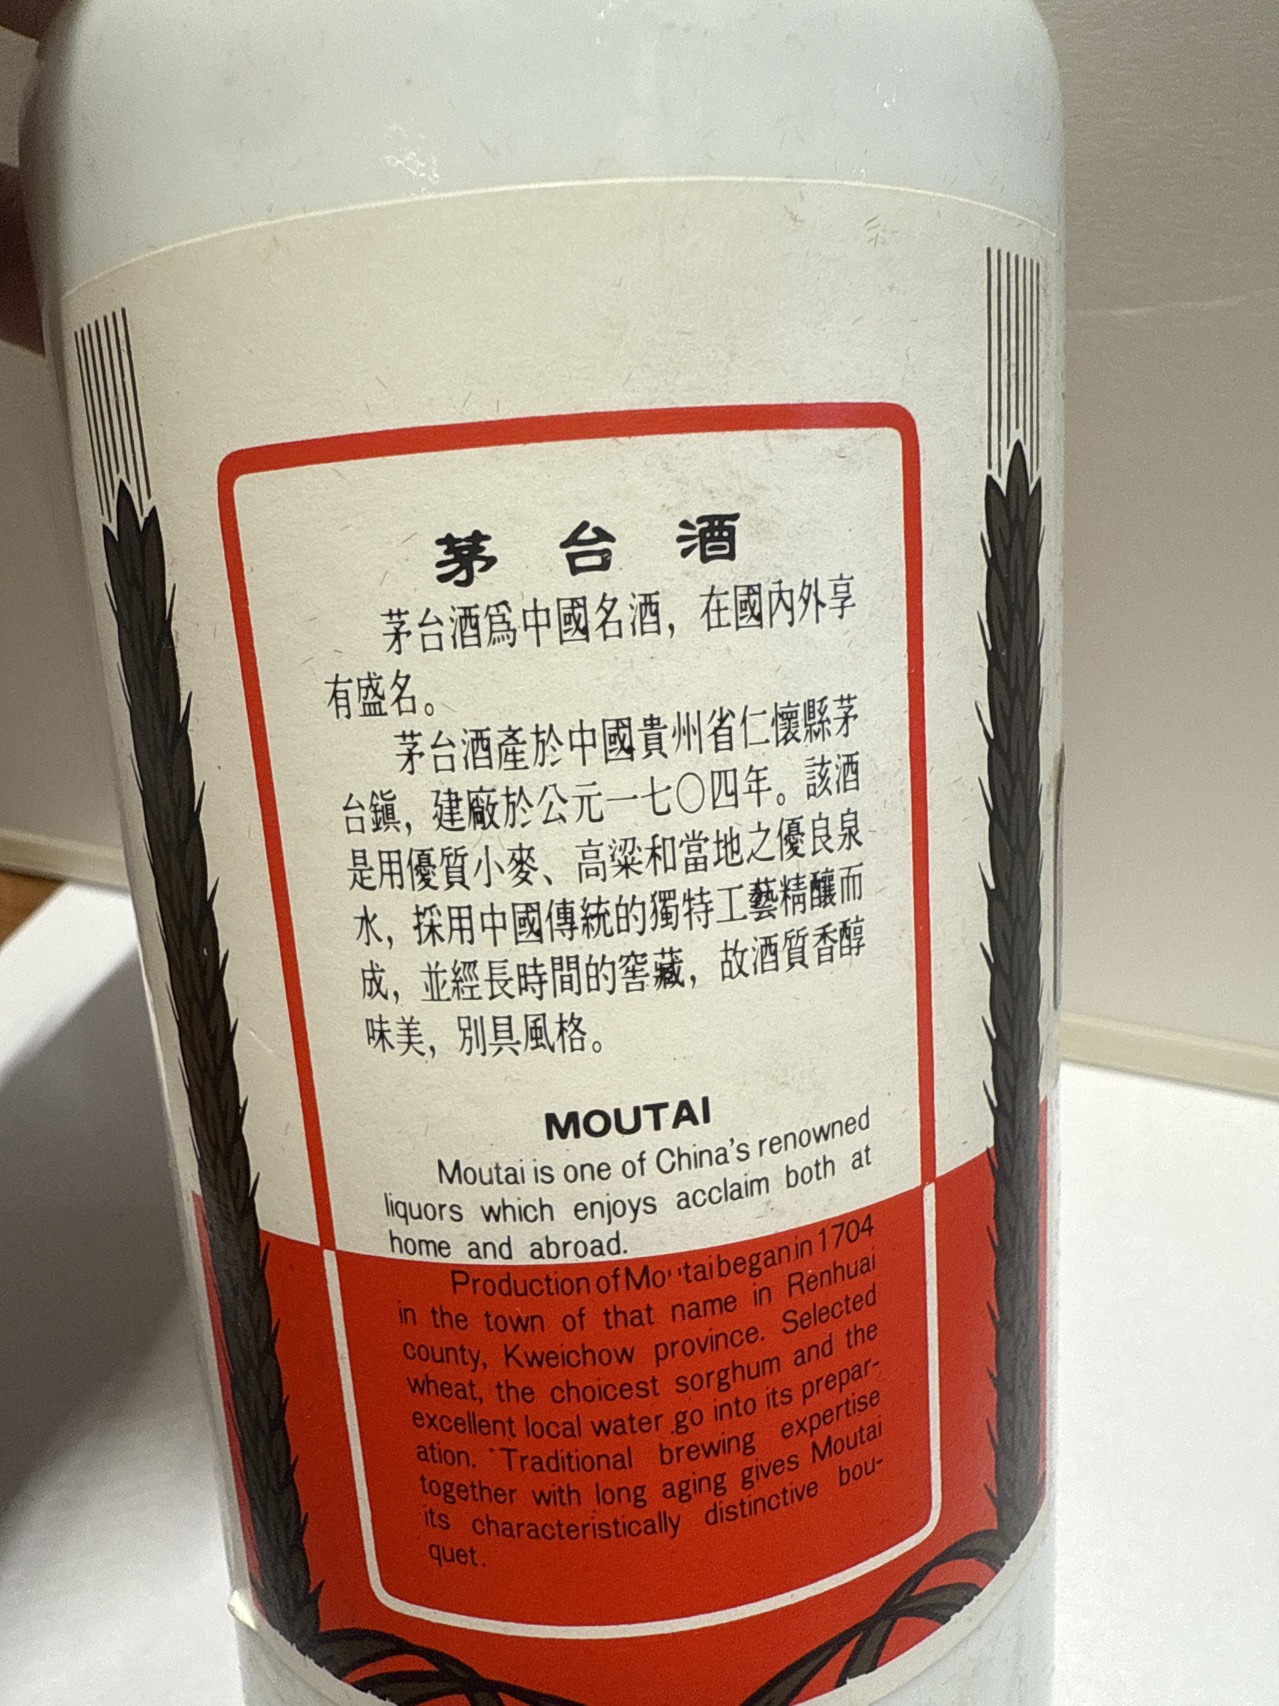 茅台酒
茅台酒爲中國名酒，在國內外享
有盛名。
茅台酒產於中國貴州省仁懷縣茅
台鎮，建廠於公元一七〇四年。該酒
是用優質小麥、高粱和當地之優良泉
水，採用中國傳統的獨特工藝精釀而
成，並經長時間的窖藏，故酒質香醇
味美，別具風格。
MOUTAI
Moutai is one of China's renowned
liquors which enjoys acclaim both at
home and abroad.
Production of Moutai began in 1704
in the town of that name in Renhuai
county, Kweichow province. Selected
wheat, the choicest sorghum and the
excellent local water go into its prepar-
ation. Traditional brewing expertise
together with long aging gives Moutai
its characteristically distinctive bou-
quet.